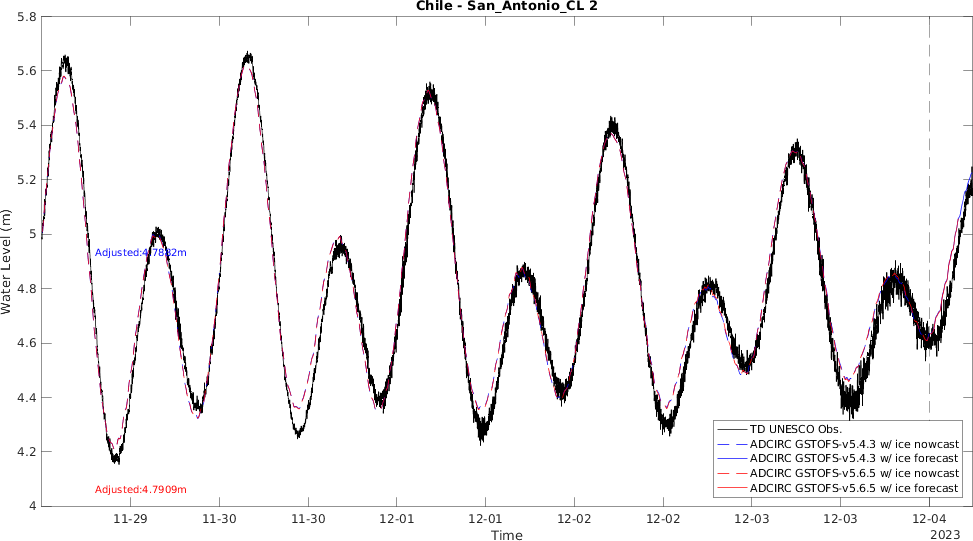 Chile - San_Antonio_CL 2
5.8
5.6
5.4
5.2
5
4.8
4.6
4.4
4.2
4
Water Level (m)
Adjusted:4.7882m
Adjusted:4.7909m
TD UNESCO Obs.
ADCIRC GSTOFS-v5.4.3 w/ ice nowcast
ADCIRC GSTOFS-v5.4.3 w/ ice forecast
ADCIRC GSTOFS-v5.6.5 w/ ice nowcast
ADCIRC GSTOFS-v5.6.5 w/ ice forecast
11-29 11-30 11-30 12-01 12-01 12-02 12-02 12-03 12-03 12-04
Time
2023